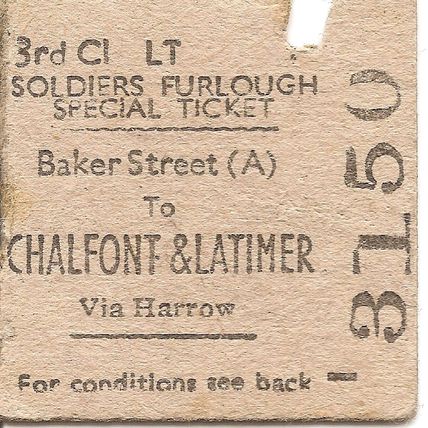 3rd Cl LT
SOLDIERS FURLOUGH
SPECIAL TICKET
Baker Street (A)
To
CHALFONT & LATIMER
Via Harrow
For conditions see back
3150